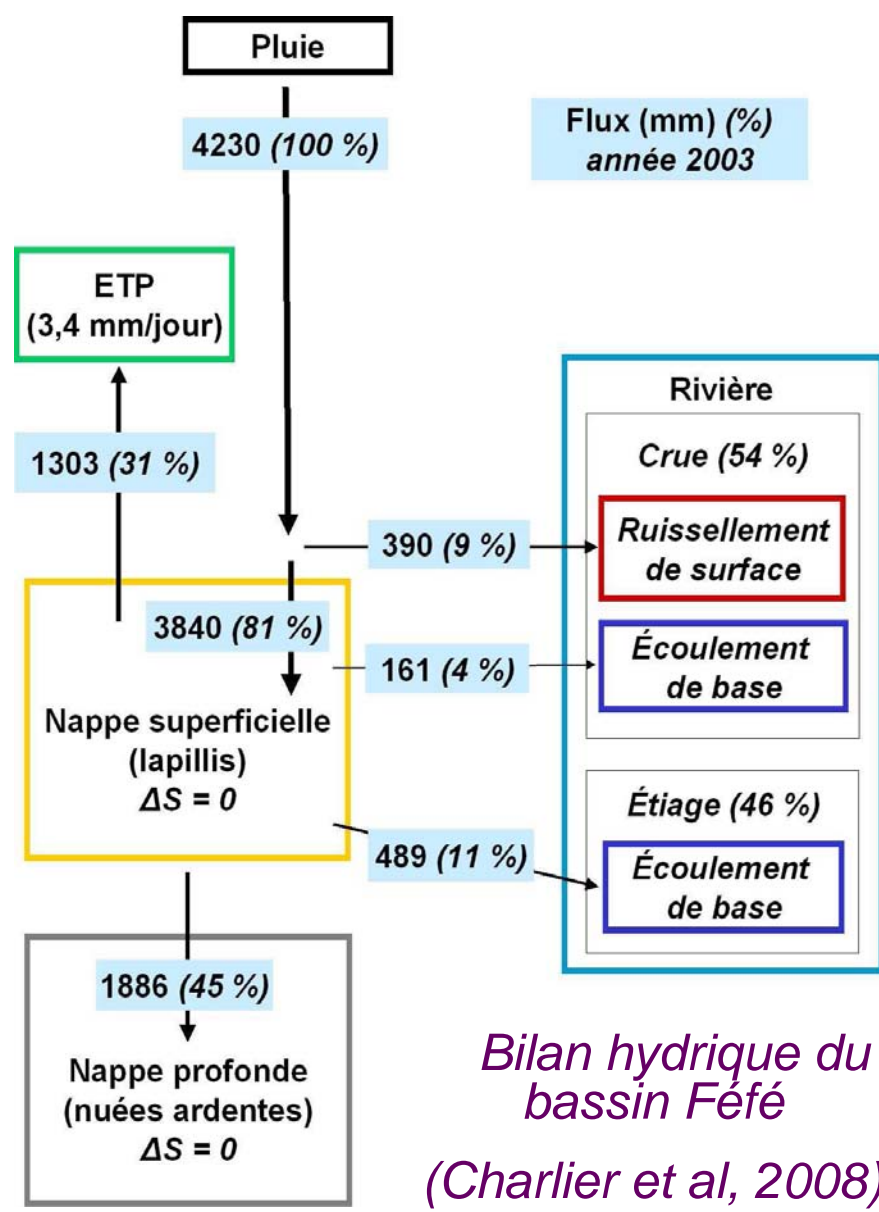 Pluie
4230 (100 %)
Flux (mm) (%)
année 2003
ETP
(3,4 mm/jour)
1303 (31 %)
Rivière
Crue (54 %)
390 (9 %)
Ruissellement
de surface
3840 (81 %)
161 (4 %)
Écoulement
de base
Nappe superficielle
(lapillis)
ΔS = 0
Étiage (46 %)
489 (11 %)
Écoulement
de base
1886 (45 %)
Nappe profonde
(nuées ardentes)
ΔS = 0
Bilan hydrique du
bassin Féfé
(Charlier et al, 2008)